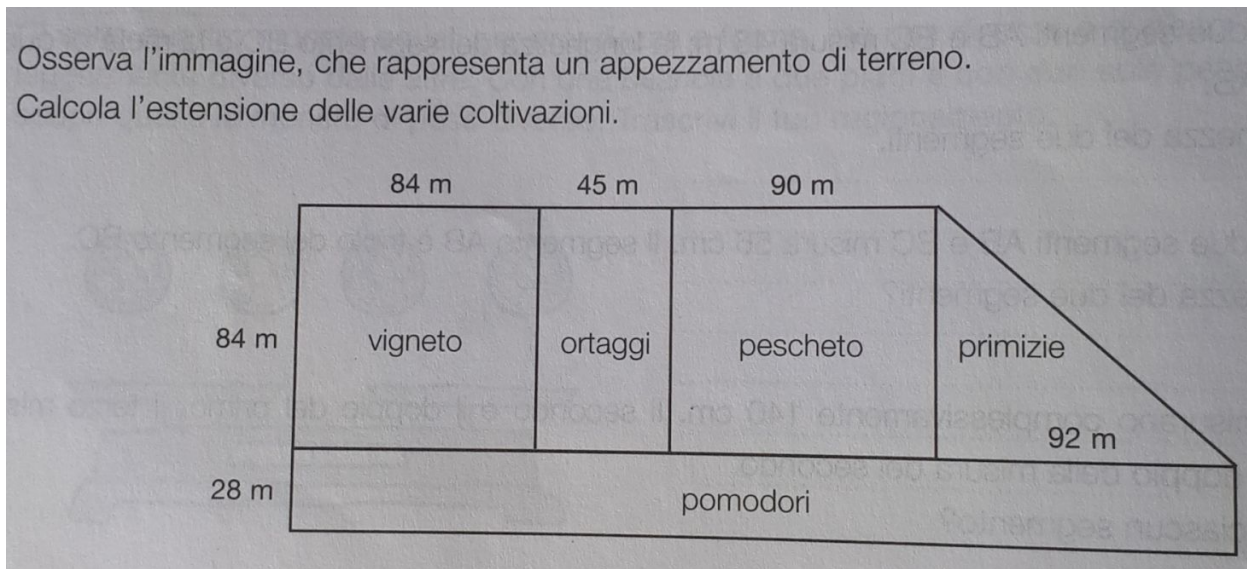 Osserva l'immagine, che rappresenta un appezzamento di terreno.
Calcola l'estensione delle varie coltivazioni.
84 m 45 m 90 m
84 m vigneto ortaggi pescheto primizie
92 m
28 m pomodori